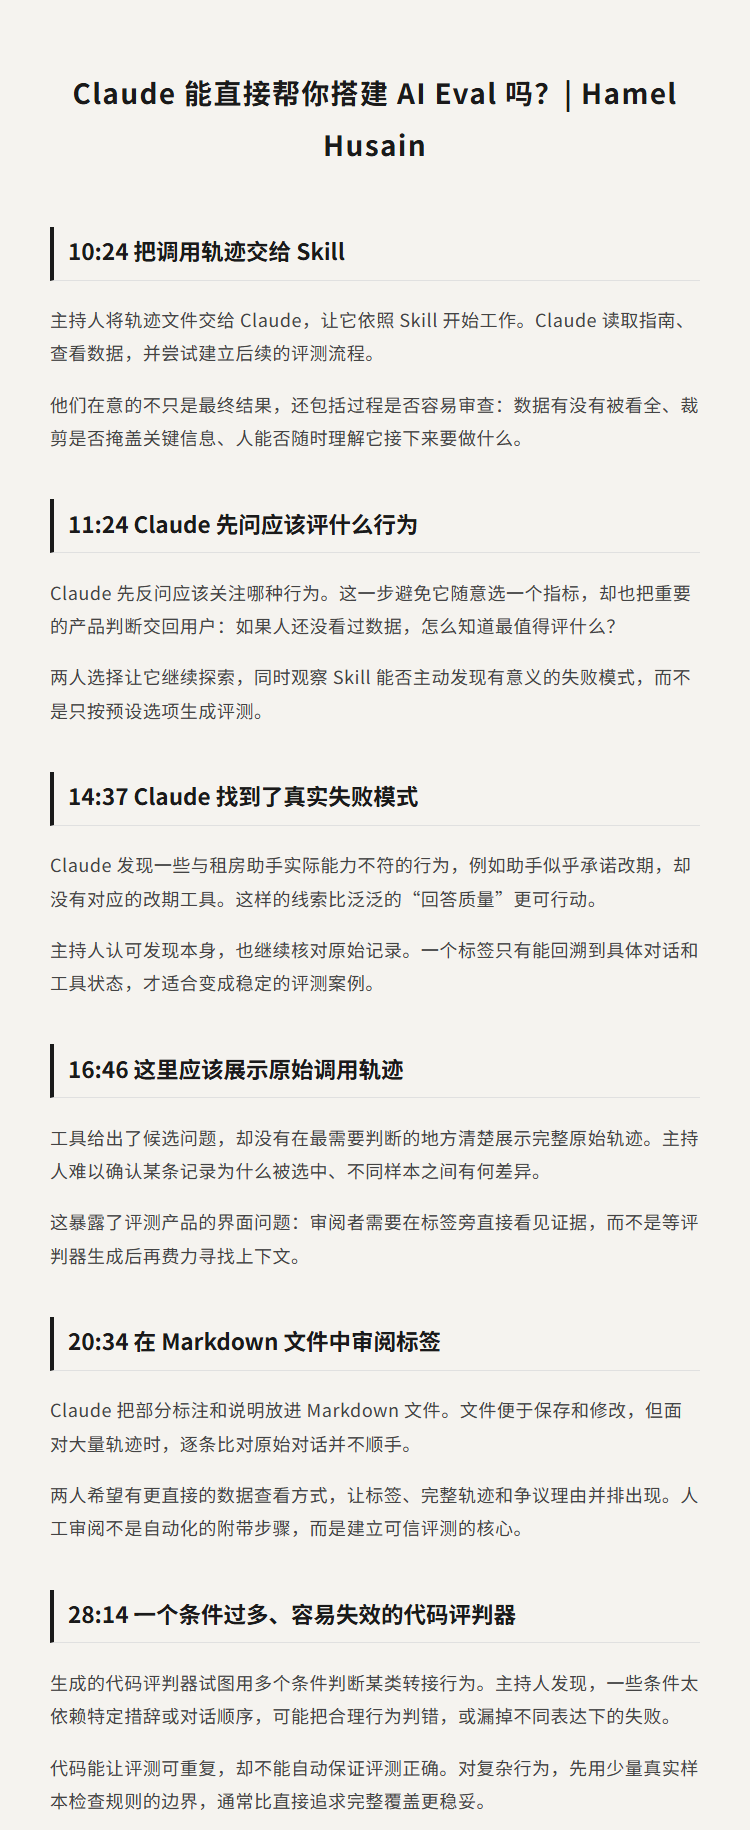 Claude 能直接帮你搭建 AI Eval 吗？| Hamel
Husain
10:24 把调用轨迹交给 Skill
主持人将轨迹文件交给 Claude，让它依照 Skill 开始工作。Claude 读取指南、
查看数据，并尝试建立后续的评测流程。
他们在意的不只是最终结果，还包括过程是否容易审查：数据有没有被看全、裁
剪是否掩盖关键信息、人能否随时理解它接下来要做什么。
11:24 Claude 先问应该评什么行为
Claude 先反问应该关注哪种行为。这一步避免它随意选一个指标，却也把重要
的产品判断交回用户：如果人还没看过数据，怎么知道最值得评什么？
两人选择让它继续探索，同时观察 Skill 能否主动发现有意义的失败模式，而不
是只按预设选项生成评测。
14:37 Claude 找到了真实失败模式
Claude 发现一些与租房助手实际能力不符的行为，例如助手似乎承诺改期，却
没有对应的改期工具。这样的线索比泛泛的“回答质量”更可行动。
主持人认可发现本身，也继续核对原始记录。一个标签只有能回溯到具体对话和
工具状态，才适合变成稳定的评测案例。
16:46 这里应该展示原始调用轨迹
工具给出了候选问题，却没有在最需要判断的地方清楚展示完整原始轨迹。主持
人难以确认某条记录为什么被选中、不同样本之间有何差异。
这暴露了评测产品的界面问题：审阅者需要在标签旁直接看见证据，而不是等评
判器生成后再费力寻找上下文。
20:34 在 Markdown 文件中审阅标签
Claude 把部分标注和说明放进 Markdown 文件。文件便于保存和修改，但面
对大量轨迹时，逐条比对原始对话并不顺手。
两人希望有更直接的数据查看方式，让标签、完整轨迹和争议理由并排出现。人
工审阅不是自动化的附带步骤，而是建立可信评测的核心。
28:14 一个条件过多、容易失效的代码评判器
生成的代码评判器试图用多个条件判断某类转接行为。主持人发现，一些条件太
依赖特定措辞或对话顺序，可能把合理行为判错，或漏掉不同表达下的失败。
代码能让评测可重复，却不能自动保证评测正确。对复杂行为，先用少量真实样
本检查规则的边界，通常比直接追求完整覆盖更稳妥。